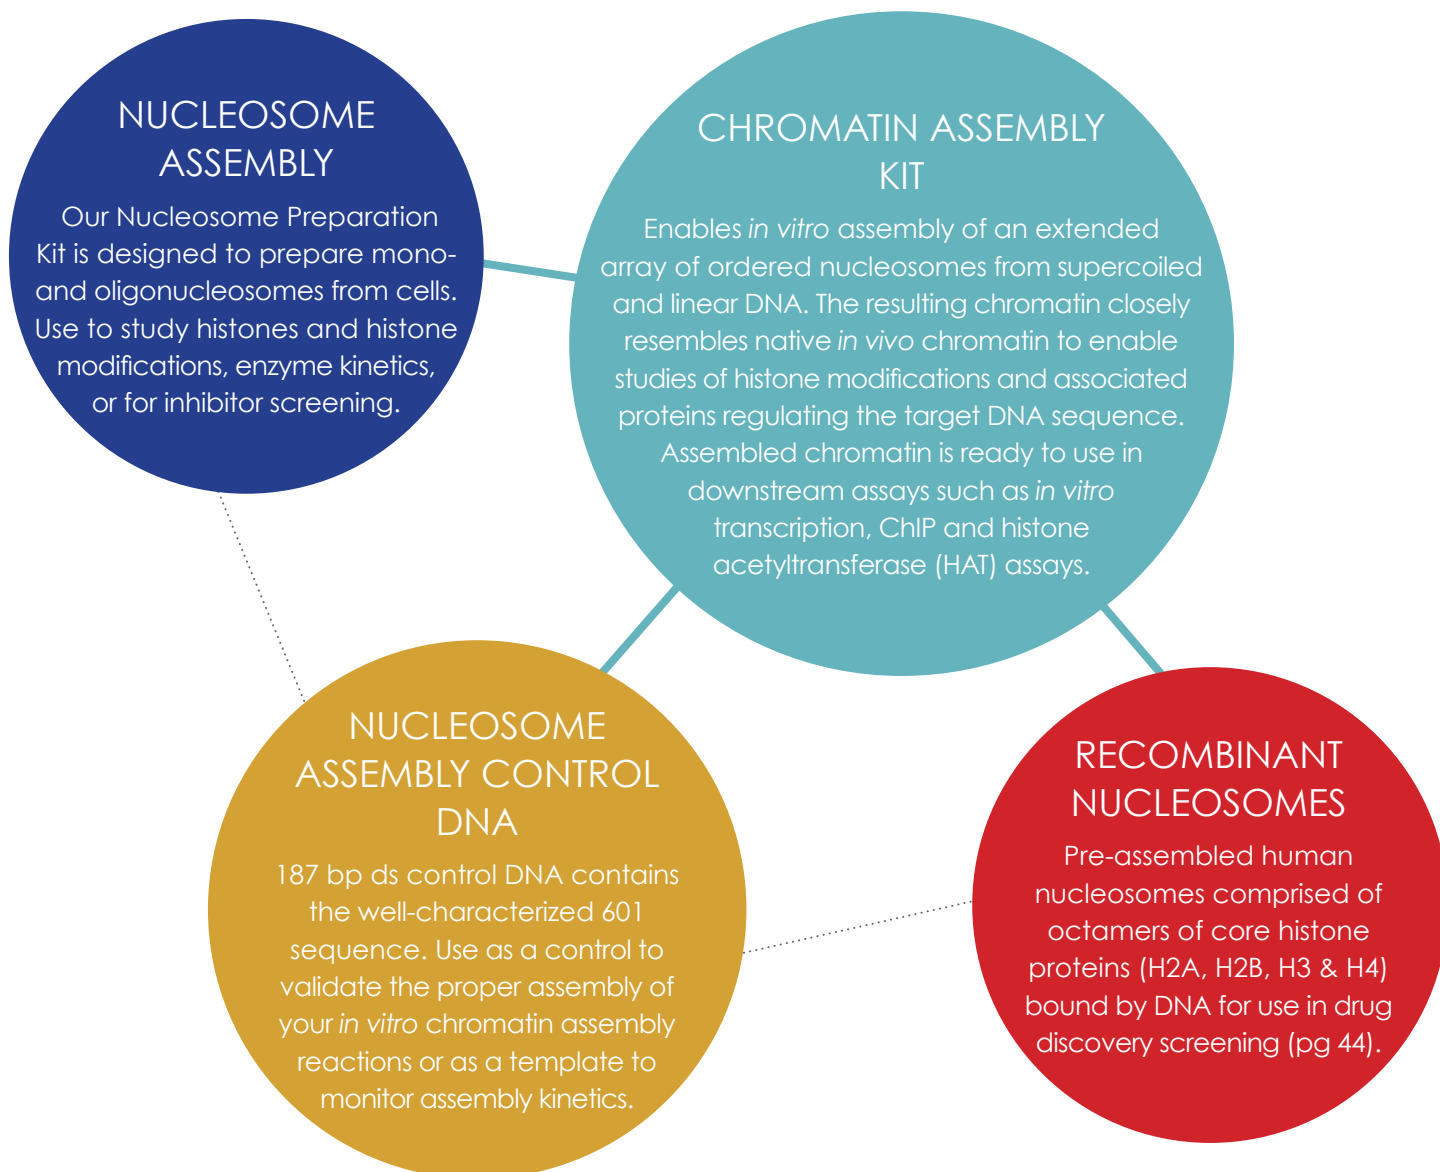 NUCLEOSOME
ASSEMBLY
Our Nucleosome Preparation
Kit is designed to prepare mono-
and oligonucleosomes from cells.
Use to study histones and histone
modifications, enzyme kinetics,
or for inhibitor screening.
CHROMATIN ASSEMBLY
KIT
Enables in vitro assembly of an extended
array of ordered nucleosomes from supercoiled
and linear DNA. The resulting chromatin closely
resembles native in vivo chromatin to enable
studies of histone modifications and associated
proteins regulating the target DNA sequence.
Assembled chromatin is ready to use in
downstream assays such as in vitro
transcription, ChIP and histone
acetyltransferase (HAT) assays.
NUCLEOSOME
ASSEMBLY CONTROL
DNA
187 bp ds control DNA contains
the well-characterized 601
sequence. Use as a control to
validate the proper assembly of
your in vitro chromatin assembly
reactions or as a template to
monitor assembly kinetics.
RECOMBINANT
NUCLEOSOMES
Pre-assembled human
nucleosomes comprised of
octamers of core histone
proteins (H2A, H2B, H3 & H4)
bound by DNA for use in drug
discovery screening (pg 44).